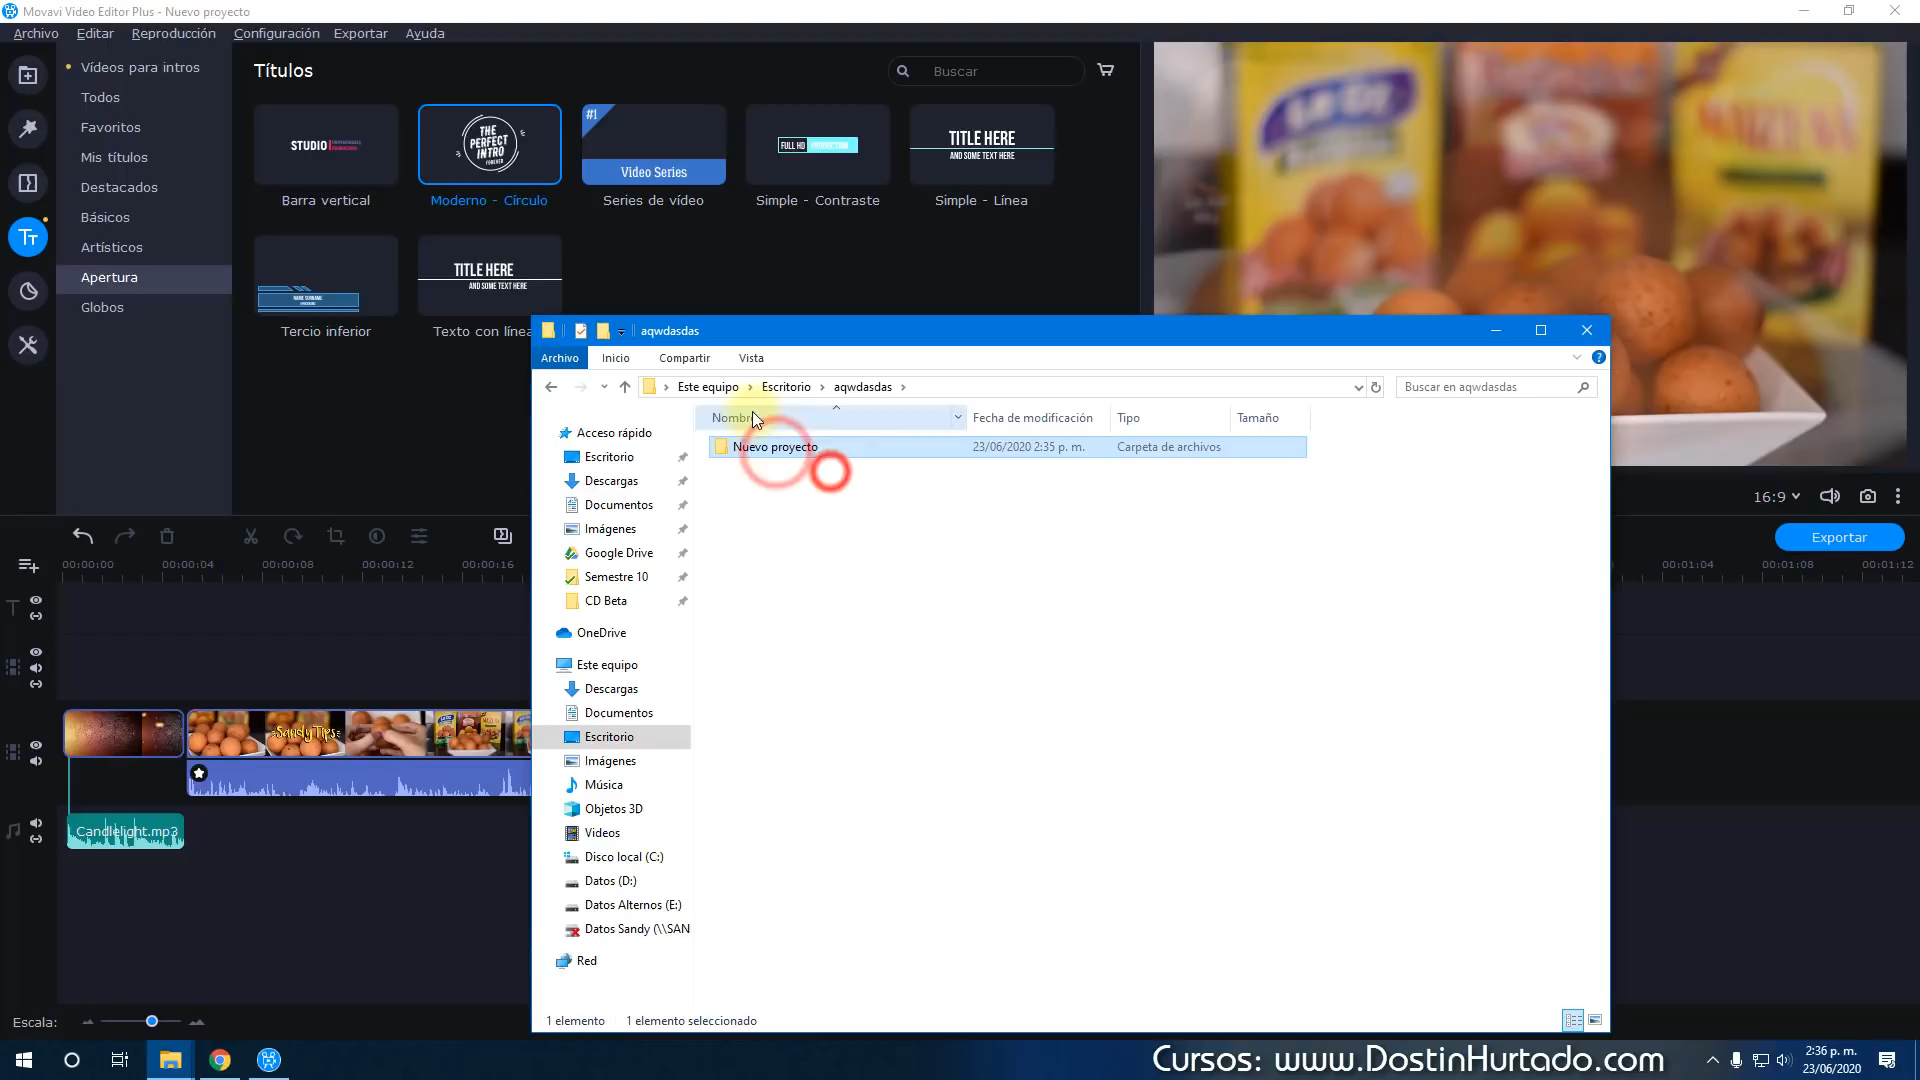 Movavi Video Editor Plus - Nuevo proyecto
Archivo Editar Reproducción Configuración Exportar Ayuda
Vídeos para intros
Todos
Favoritos
Mis títulos
Destacados
Básicos
Artísticos
Apertura
Globos
Títulos
Buscar
STUDIO
THE PERFECT INTRO FOREVER
#1
Video Series
FULL HD PRODUCTION
TITLE HERE
AND SOME TEXT HERE
Barra vertical
Moderno - Círculo
Series de vídeo
Simple - Contraste
Simple - Línea
NAME SURNAME
TITLE HERE
AND SOME TEXT HERE
Tercio inferior
Texto con línea
16:9
Exportar
00:00:00 00:00:04 00:00:08 00:00:12 00:00:16 00:01:04 00:01:08 00:01:12
SandyTips
Candlelight.mp3
Escala:
aqwdasdas
Archivo Inicio Compartir Vista
Este equipo Escritorio aqwdasdas
Buscar en aqwdasdas
Nombre Fecha de modificación Tipo Tamaño
Nuevo proyecto 23/06/2020 2:35 p. m. Carpeta de archivos
Acceso rápido
Escritorio
Descargas
Documentos
Imágenes
Google Drive
Semestre 10
CD Beta
OneDrive
Este equipo
Descargas
Documentos
Escritorio
Imágenes
Música
Objetos 3D
Videos
Disco local (C:)
Datos (D:)
Datos Alternos (E:)
Datos Sandy (\\SAN
Red
1 elemento 1 elemento seleccionado
Cursos: www.DostinHurtado.com
2:36 p. m.
23/06/2020